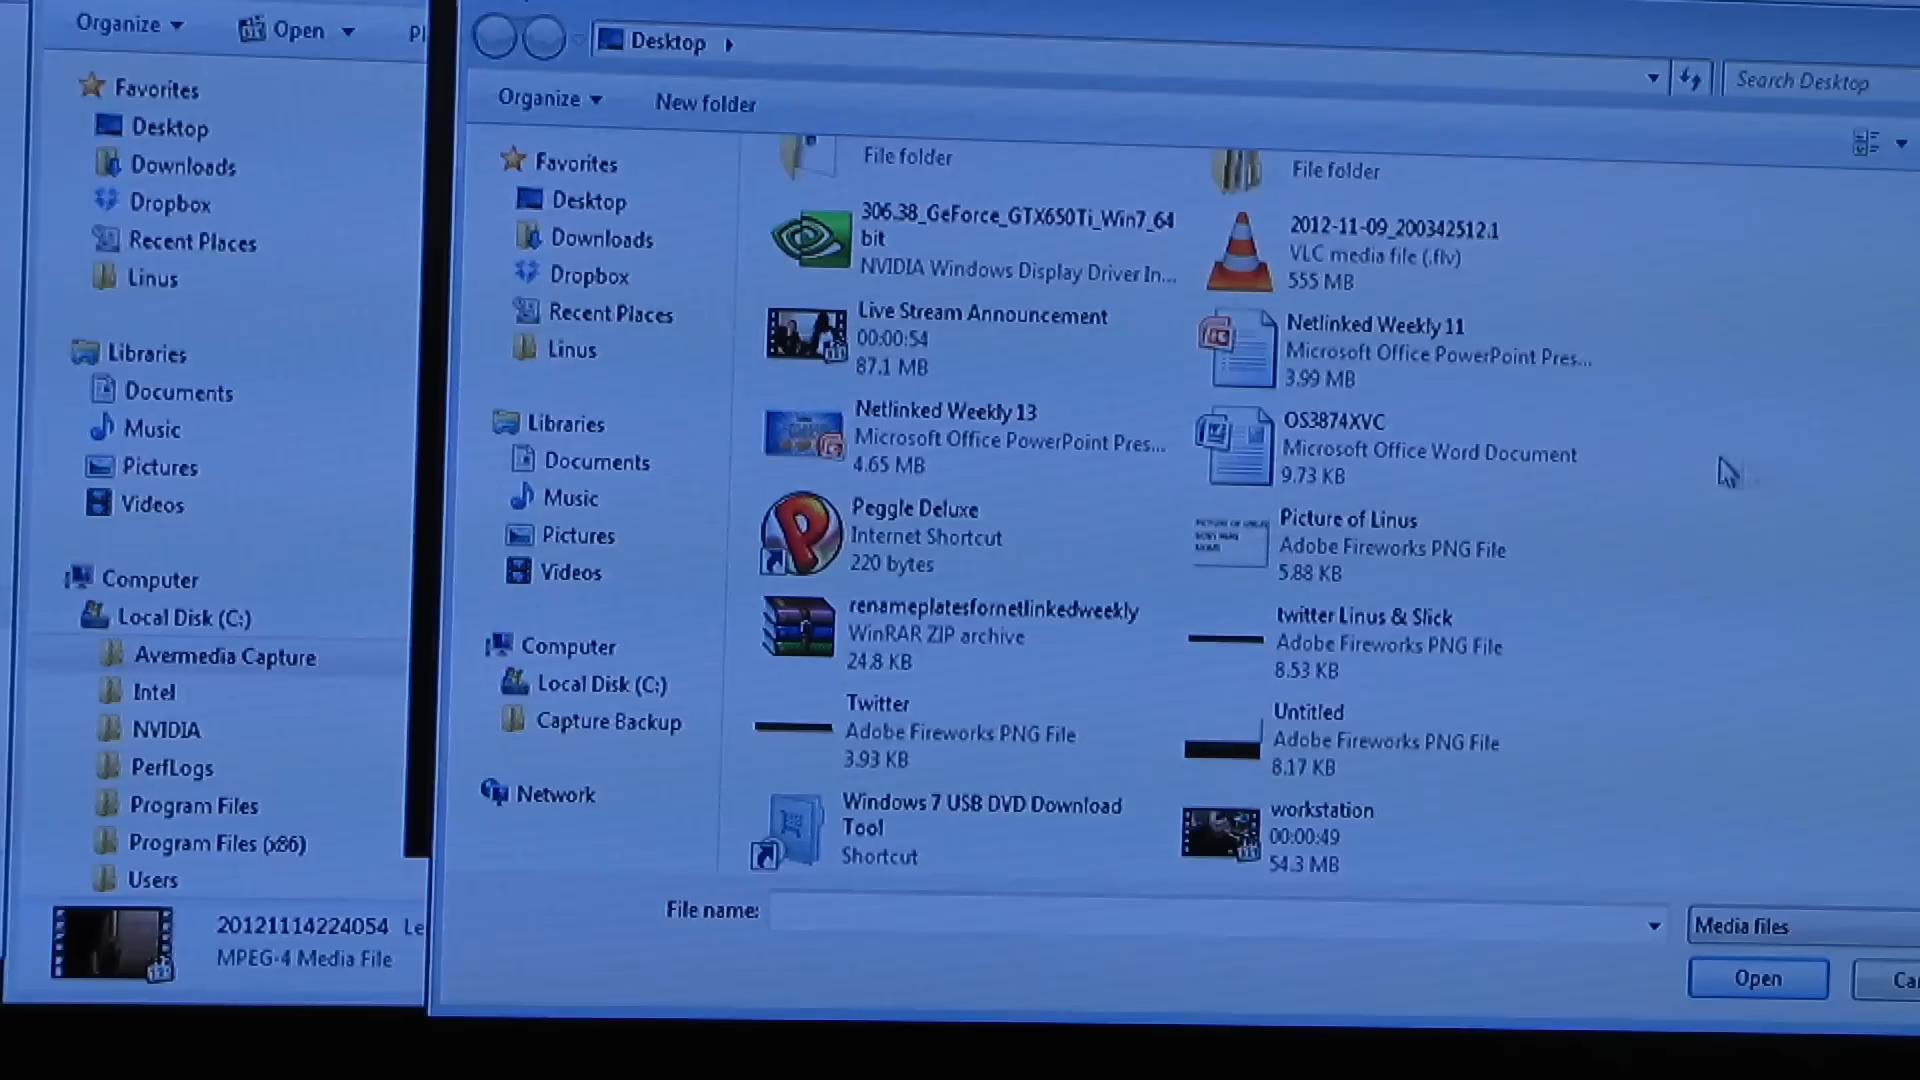 Organize
Open
Favorites
Desktop
Downloads
Dropbox
Recent Places
Linus
Libraries
Documents
Music
Pictures
Videos
Computer
Local Disk (C:)
Avermedia Capture
Intel
NVIDIA
PerfLogs
Program Files
Program Files (x86)
Users
20121114224054
MPEG-4 Media File
Desktop
Search Desktop
Organize
New folder
Favorites
Desktop
Downloads
Dropbox
Recent Places
Linus
Libraries
Documents
Music
Pictures
Videos
Computer
Local Disk (C:)
Capture Backup
Network
File folder
File folder
306.38_GeForce_GTX650Ti_Win7_64
bit
NVIDIA Windows Display Driver In...
2012-11-09_200342512.1
VLC media file (.flv)
555 MB
Live Stream Announcement
00:00:54
87.1 MB
Netlinked Weekly 11
Microsoft Office PowerPoint Pres...
3.99 MB
Netlinked Weekly 13
Microsoft Office PowerPoint Pres...
4.65 MB
OS3874XVC
Microsoft Office Word Document
9.73 KB
Peggle Deluxe
Internet Shortcut
220 bytes
Picture of Linus
Adobe Fireworks PNG File
5.88 KB
renameplatesfornetlinkedweekly
WinRAR ZIP archive
24.8 KB
twitter Linus & Slick
Adobe Fireworks PNG File
8.53 KB
Twitter
Adobe Fireworks PNG File
3.93 KB
Untitled
Adobe Fireworks PNG File
8.17 KB
Windows 7 USB DVD Download
Tool
Shortcut
workstation
00:00:49
54.3 MB
File name:
Media files
Open